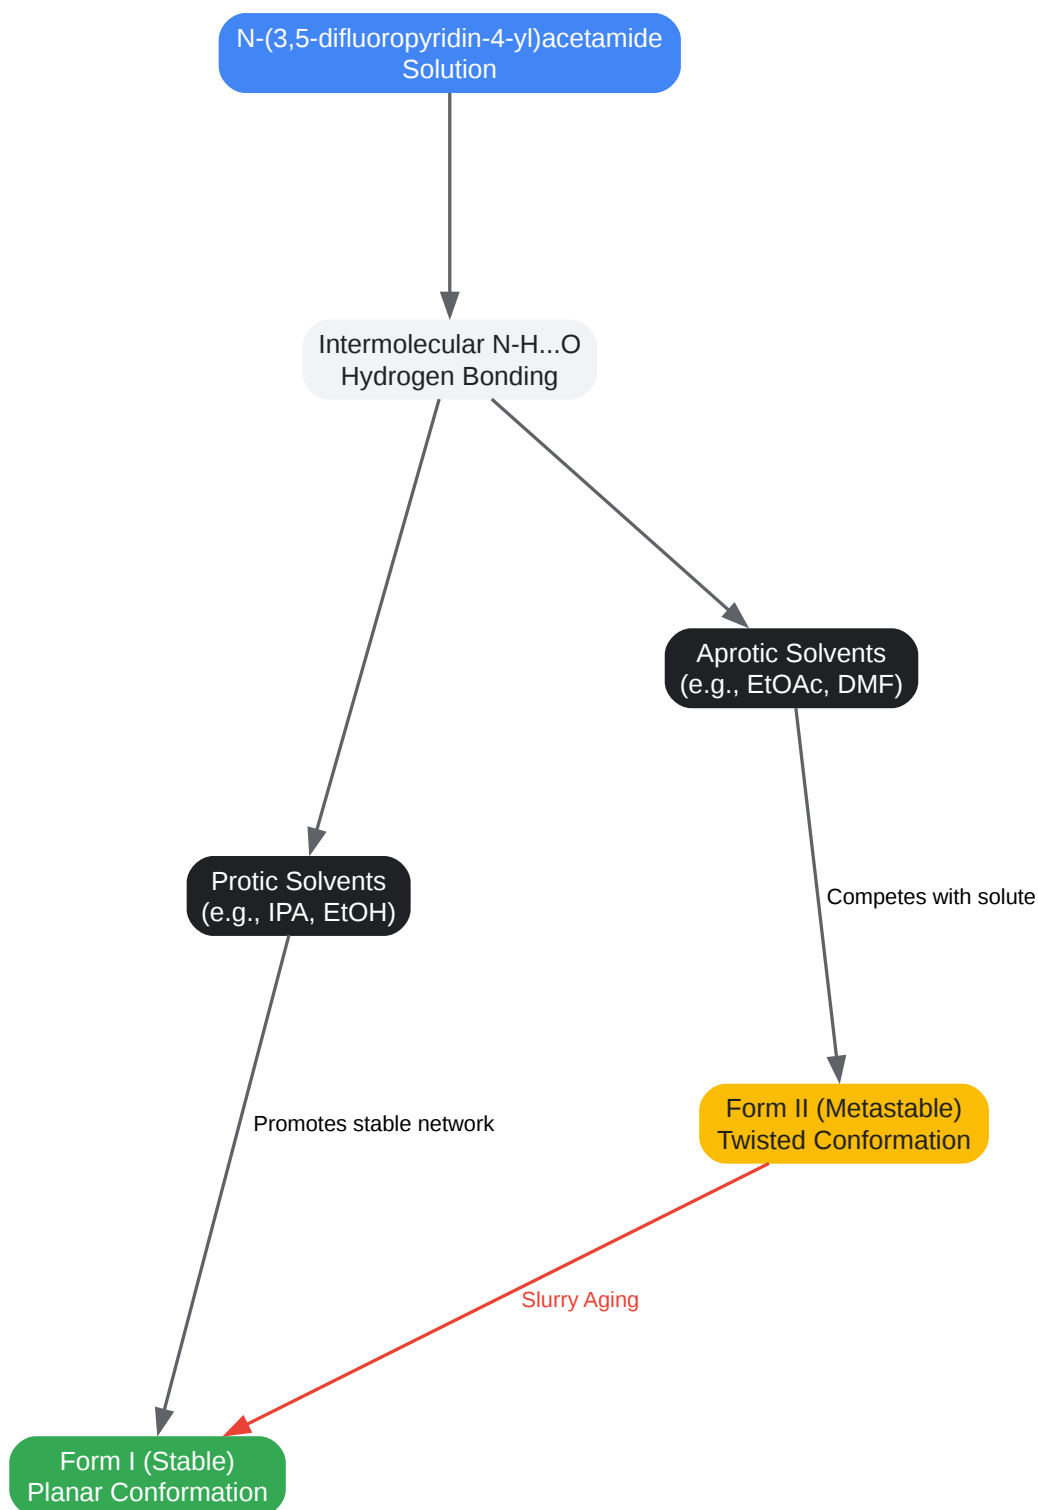 N-(3,5-difluoropyridin-4-yl)acetamide
Solution
Intermolecular N-H...O
Hydrogen Bonding
Aprotic Solvents
(e.g., EtOAc, DMF)
Protic Solvents
(e.g., IPA, EtOH)
Competes with solute
Promotes stable network
Form II (Metastable)
Twisted Conformation
Slurry Aging
Form I (Stable)
Planar Conformation